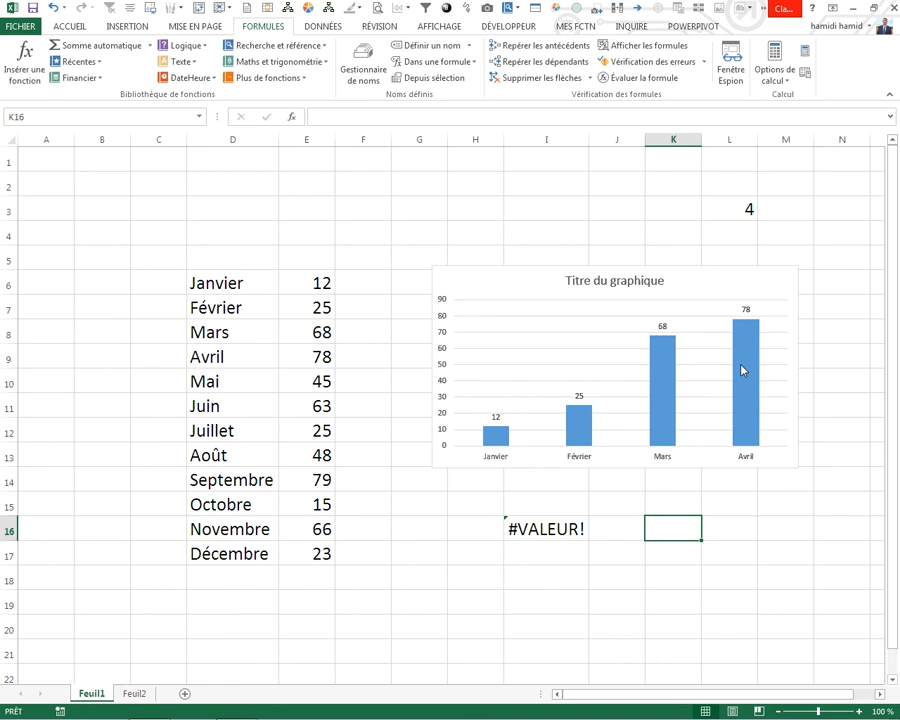 Cla...
hamidi hamid
FICHIER ACCUEIL INSERTION MISE EN PAGE FORMULES DONNÉES RÉVISION AFFICHAGE DÉVELOPPEUR MES FCTN INQUIRE POWERPIVOT
fx
Insérer une fonction
Somme automatique
Récentes
Financier
Logique
Texte
DateHeure
Recherche et référence
Maths et trigonométrie
Plus de fonctions
Bibliothèque de fonctions
Gestionnaire de noms
Définir un nom
Dans une formule
Depuis sélection
Noms définis
Repérer les antécédents
Repérer les dépendants
Supprimer les flèches
Afficher les formules
Vérification des erreurs
Évaluer la formule
Vérification des formules
Fenêtre Espion
Options de calcul
Calcul
K16
fx
A B C D E F G H I J K L M N
1
2
3 4
4
5
6 Janvier 12
7 Février 25
8 Mars 68
9 Avril 78
10 Mai 45
11 Juin 63
12 Juillet 25
13 Août 48
14 Septembre 79
15 Octobre 15
16 Novembre 66 #VALEUR!
17 Décembre 23
18
19
20
21
22
Titre du graphique
90
80
70
60
50
40
30
20
10
0
12 25 68 78
Janvier Février Mars Avril
Feuil1 Feuil2
PRÊT
100 %